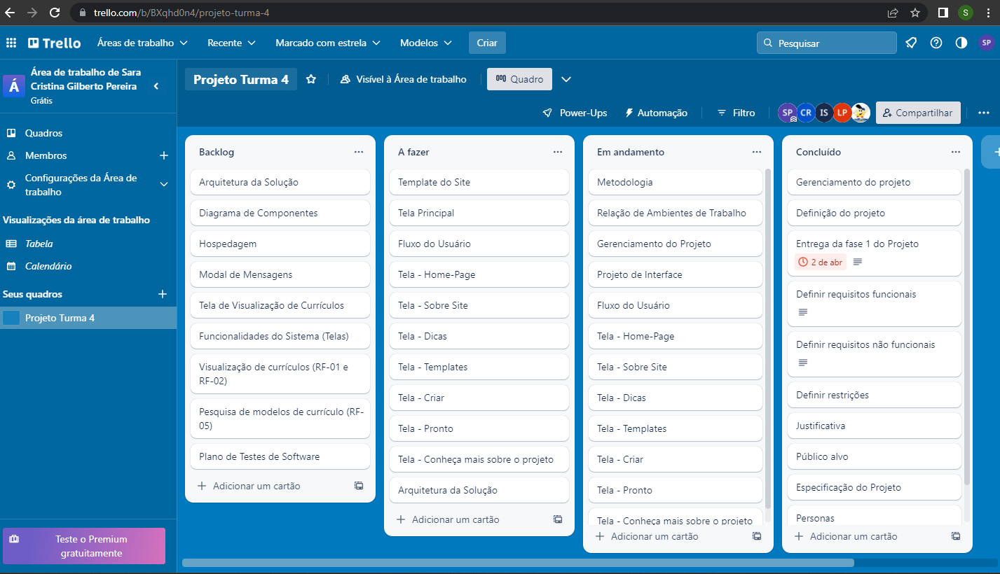 trello.com/b/BXqhd0n4/projeto-turma-4
S
Trello
Áreas de trabalho
Recente
Marcado com estrela
Modelos
Criar
Pesquisar
SP
Á
Área de trabalho de Sara
Cristina Gilberto Pereira
Grátis
Quadros
Membros
Configurações da Área de
trabalho
Visualizações da área de trabalho
Tabela
Calendário
Seus quadros
Projeto Turma 4
Teste o Premium
gratuitamente
Projeto Turma 4
Visível à Área de trabalho
Quadro
Power-Ups
Automação
Filtro
SP
CR
IS
LP
Compartilhar
Backlog
Arquitetura da Solução
Diagrama de Componentes
Hospedagem
Modal de Mensagens
Tela de Visualização de Currículos
Funcionalidades do Sistema (Telas)
Visualização de currículos (RF-01 e
RF-02)
Pesquisa de modelos de currículo (RF-
05)
Plano de Testes de Software
Adicionar um cartão
A fazer
Template do Site
Tela Principal
Fluxo do Usuário
Tela - Home-Page
Tela - Sobre Site
Tela - Dicas
Tela - Templates
Tela - Criar
Tela - Pronto
Tela - Conheça mais sobre o projeto
Arquitetura da Solução
Adicionar um cartão
Em andamento
Metodologia
Relação de Ambientes de Trabalho
Gerenciamento do Projeto
Projeto de Interface
Fluxo do Usuário
Tela - Home-Page
Tela - Sobre Site
Tela - Dicas
Tela - Templates
Tela - Criar
Tela - Pronto
Tela - Conheça mais sobre o projeto
Adicionar um cartão
Concluído
Gerenciamento do projeto
Definição do projeto
Entrega da fase 1 do Projeto
2 de abr
Definir requisitos funcionais
Definir requisitos não funcionais
Definir restrições
Justificativa
Público alvo
Especificação do Projeto
Personas
Adicionar um cartão